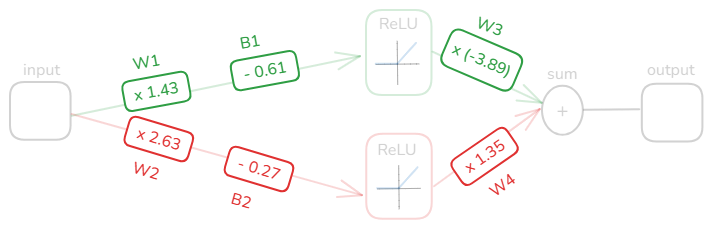 input
W1
x 1.43
B1
- 0.61
ReLU
W3
x (-3.89)
x 2.63
W2
- 0.27
B2
ReLU
x 1.35
W4
sum
+
output